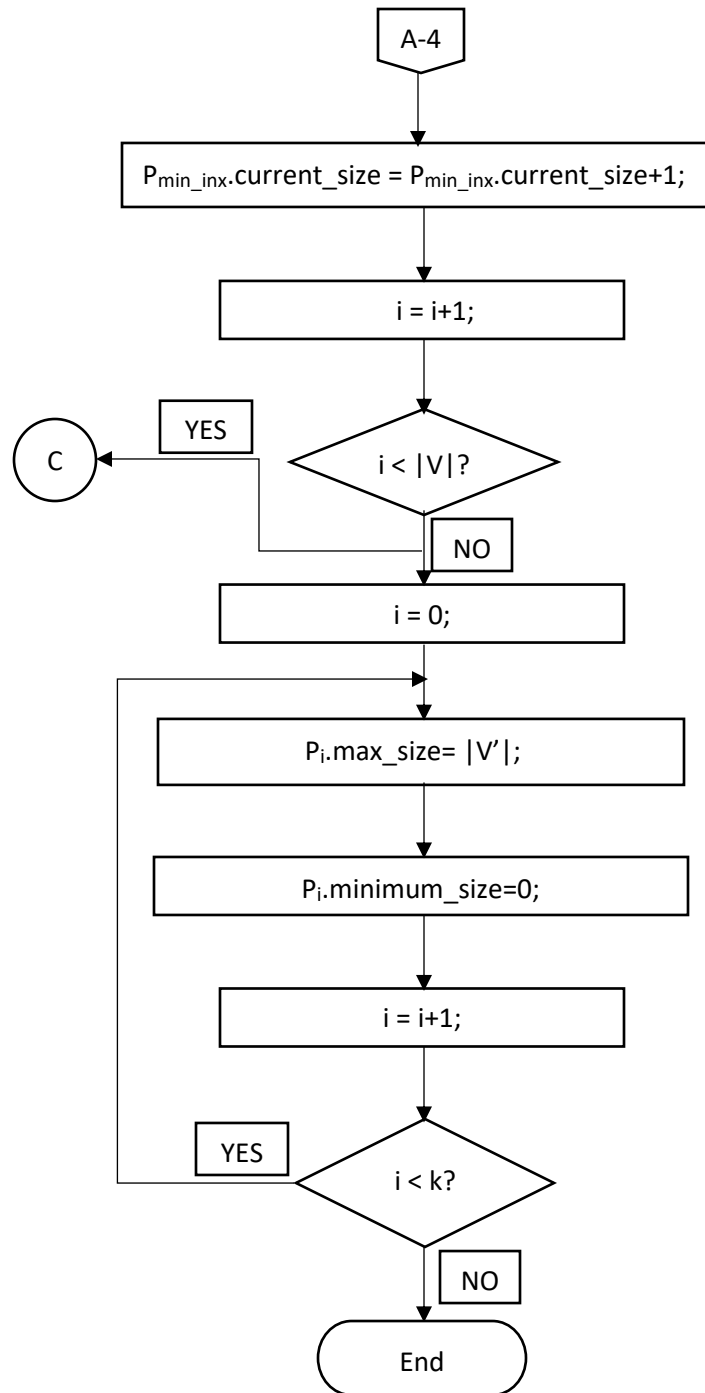 A-4
Pmin_inx.current_size = Pmin_inx.current_size+1;
i = i+1;
YES
C
i < |V|?
NO
i = 0;
Pi.max_size= |V’|;
Pi.minimum_size=0;
i = i+1;
YES
i < k?
NO
End